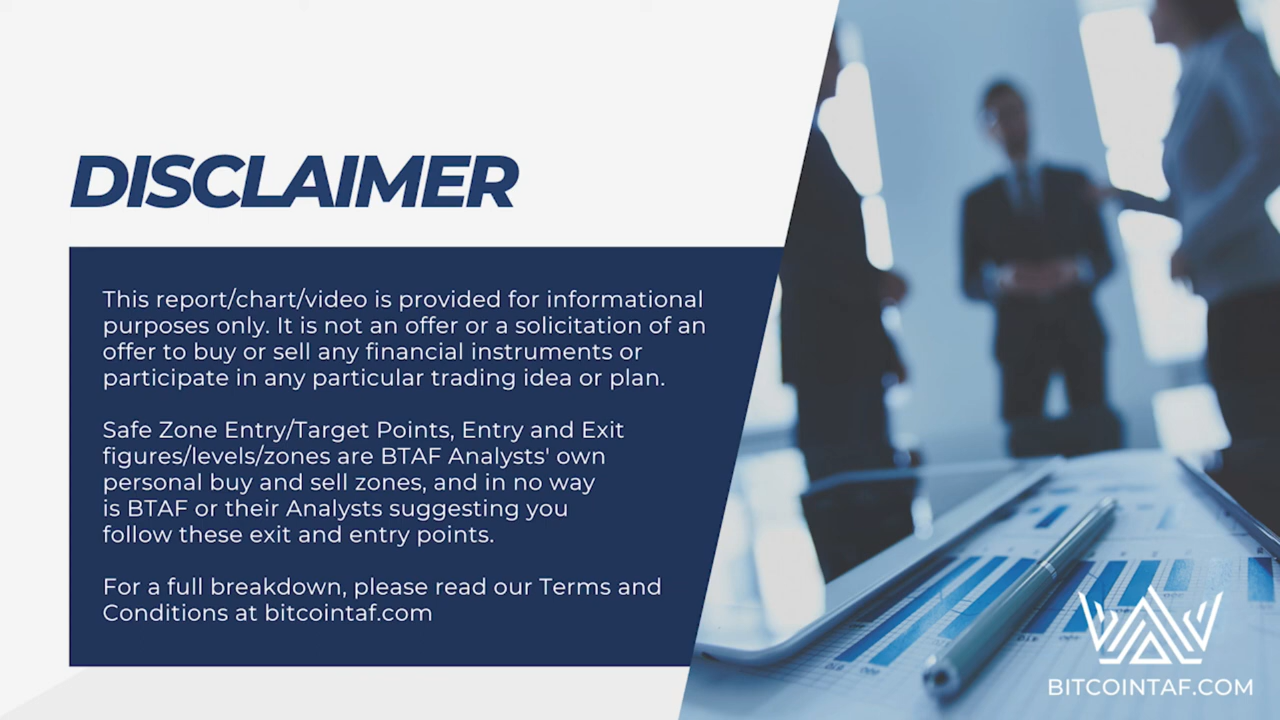 DISCLAIMER
This report/chart/video is provided for informational
purposes only. It is not an offer or a solicitation of an
offer to buy or sell any financial instruments or
participate in any particular trading idea or plan.
Safe Zone Entry/Target Points, Entry and Exit
figures/levels/zones are BTAF Analysts' own
personal buy and sell zones, and in no way
is BTAF or their Analysts suggesting you
follow these exit and entry points.
For a full breakdown, please read our Terms and
Conditions at bitcointaf.com
BITCOINTAF.COM